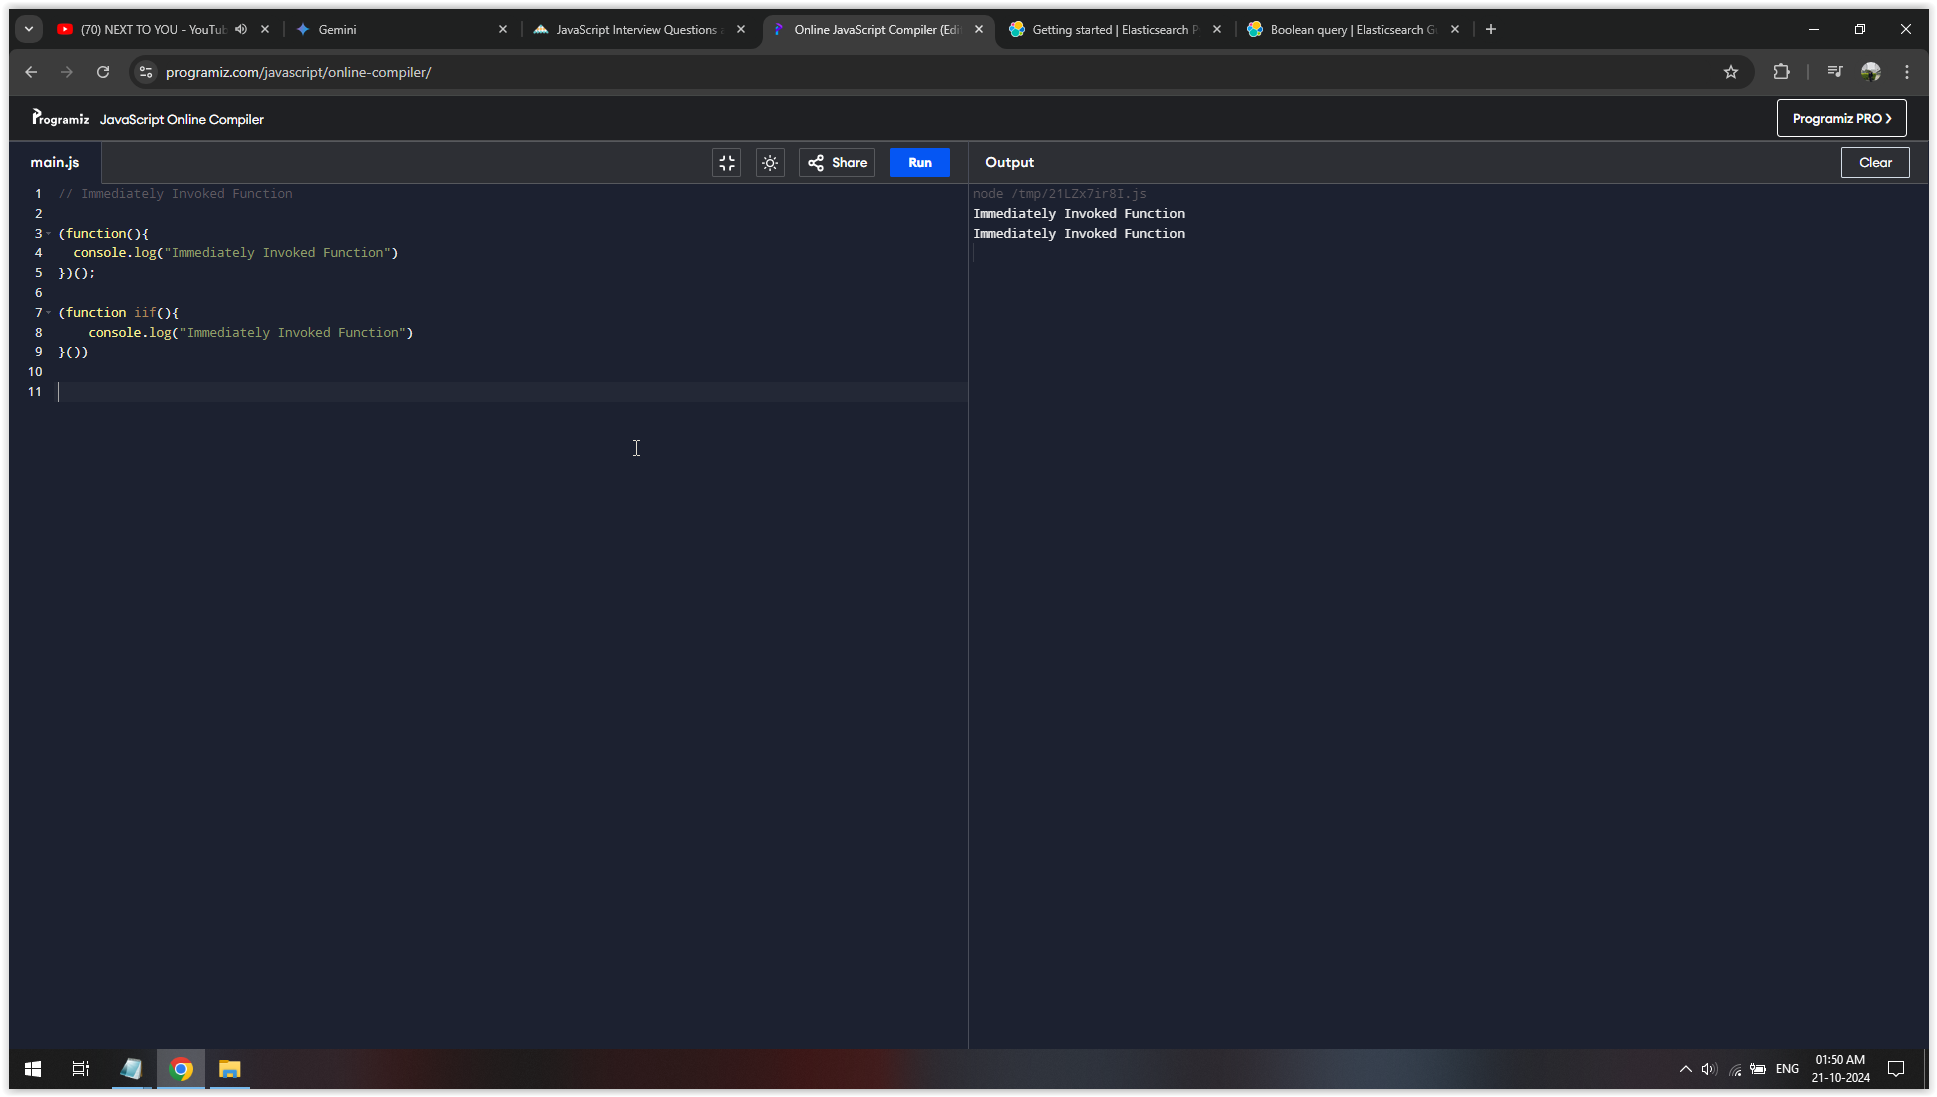 (70) NEXT TO YOU - YouTub
Gemini
JavaScript Interview Questions
Online JavaScript Compiler (Edi
Getting started | Elasticsearch P
Boolean query | Elasticsearch Gu
programiz.com/javascript/online-compiler/
Programiz JavaScript Online Compiler
Programiz PRO
main.js
Share
Run
Output
Clear
1 // Immediately Invoked Function
2
3 (function(){
4 console.log("Immediately Invoked Function")
5 })();
6
7 (function iif(){
8 console.log("Immediately Invoked Function")
9 }())
10
11
node /tmp/21LZx7ir8I.js
Immediately Invoked Function
Immediately Invoked Function
ENG
01:50 AM
21-10-2024